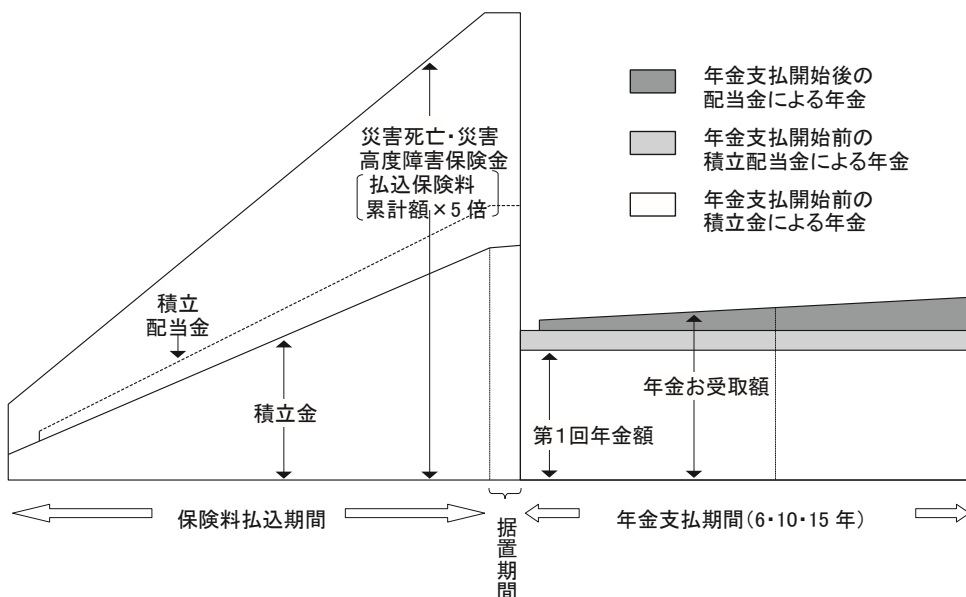 災害死亡・災害
高度障害保険金
払込保険料
累計額×5倍
積立
配当金
積立金
年金支払開始後の
配当金による年金
年金支払開始前の
積立配当金による年金
年金支払開始前の
積立金による年金
年金お受取額
第1回年金額
保険料払込期間
据置期間
年金支払期間(6・10・15年)